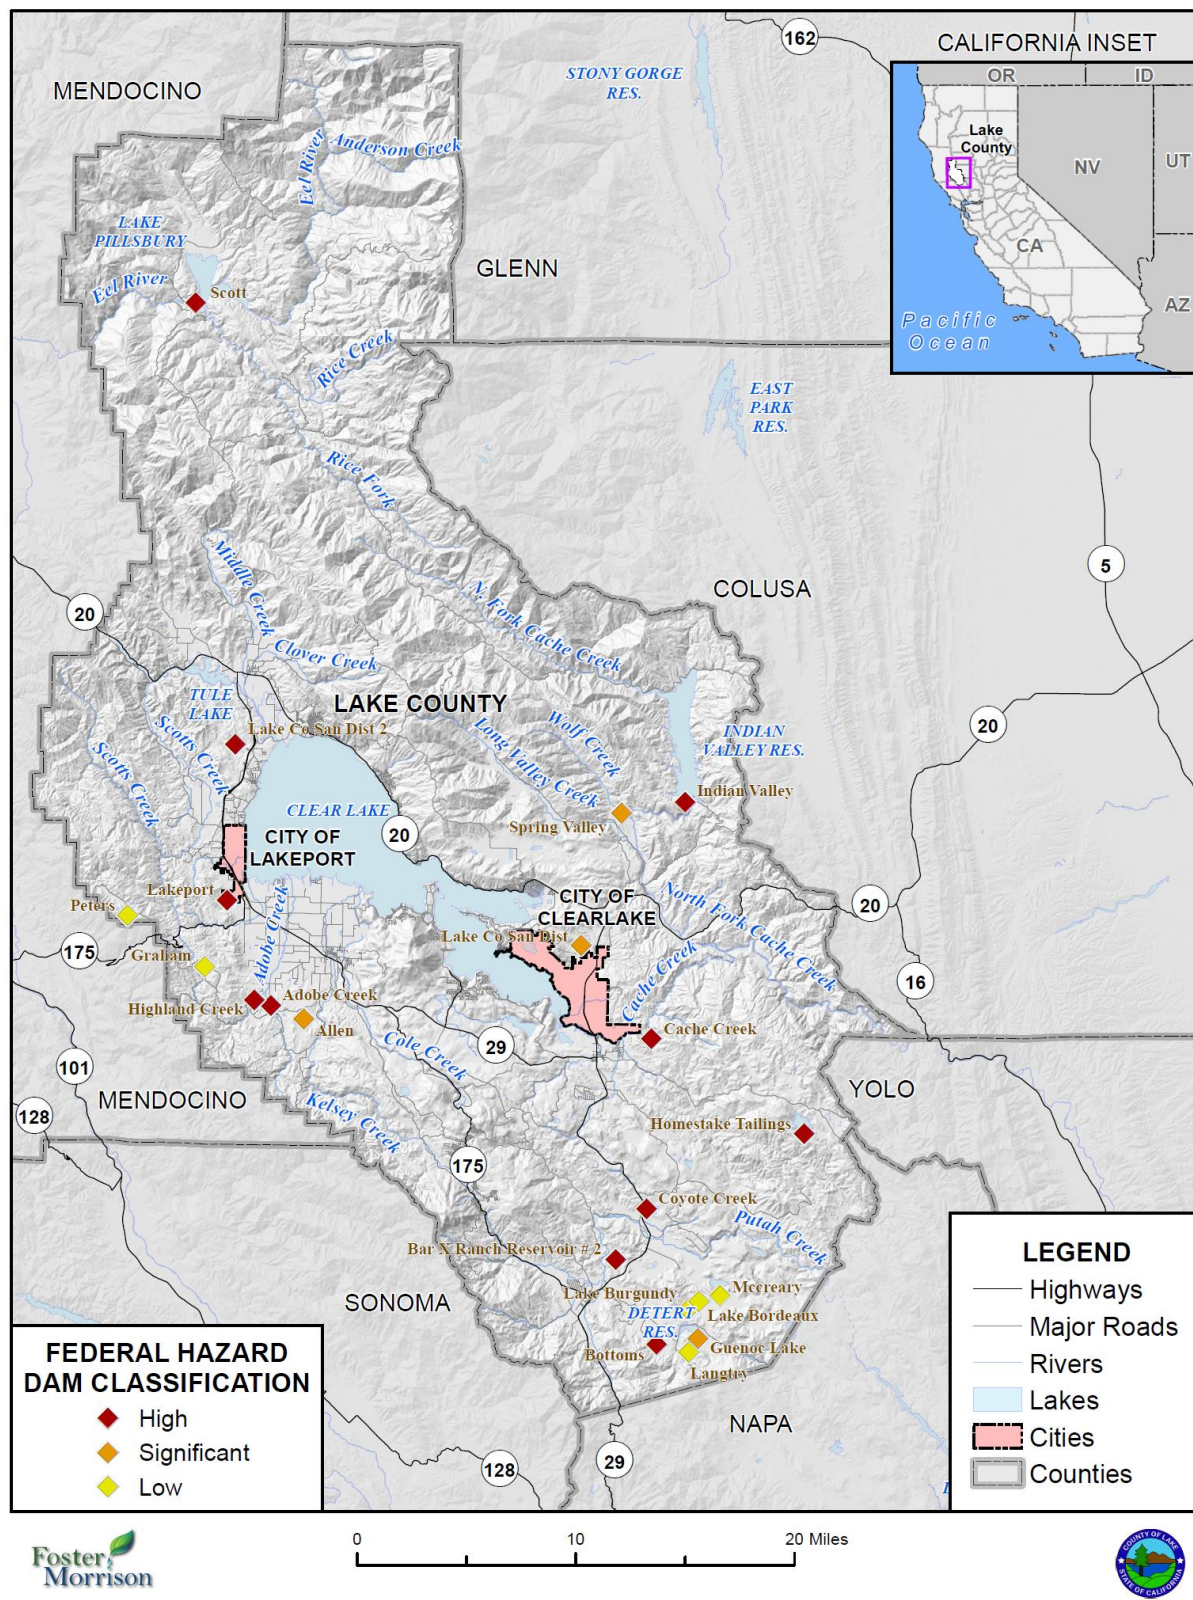 CALIFORNIA INSET
OR
ID
Lake
County
NV
UT
CA
AZ
Pacific
Ocean
162
MENDOCINO
STONY GORGE
RES.
Eel River
Anderson Creek
LAKE
PILLSBURY
Eel River
Scott
GLENN
Rice Creek
EAST
PARK
RES.
Rice Fork
5
COLUSA
Middle Creek
N. Fork Cache Creek
20
Clover Creek
TULE
LAKE
LAKE COUNTY
Lake Co San Dist 2
Scotts Creek
Scotts Creek
Wolf Creek
Long Valley Creek
INDIAN
VALLEY RES.
20
Indian Valley
CLEAR LAKE
Spring Valley
20
CITY OF
LAKEPORT
Lakeport
Peters
CITY OF
CLEARLAKE
North Fork Cache Creek
20
Adobe Creek
Lake Co San Dist
175
Graham
Cache Creek
16
Highland Creek
Adobe Creek
Allen
Cache Creek
Cole Creek
29
101
MENDOCINO
YOLO
128
Kelsey Creek
Homestake Tailings
175
Coyote Creek
Putah Creek
Bar X Ranch Reservoir # 2
SONOMA
Lake Burgundy
Mccreary
DETERT
RES.
Lake Bordeaux
Bottoms
Guenoc Lake
Langtry
NAPA
128
29
FEDERAL HAZARD
DAM CLASSIFICATION
High
Significant
Low
LEGEND
Highways
Major Roads
Rivers
Lakes
Cities
Counties
Foster
Morrison
0 10 20 Miles
COUNTY OF LAKE
STATE OF CALIFORNIA